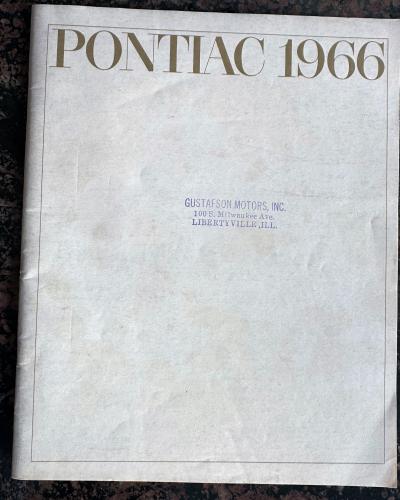 PONTIAC 1966
GUSTAFSON MOTORS, INC.
100 S. Milwaukee Ave.
LIBERTYVILLE, ILL.